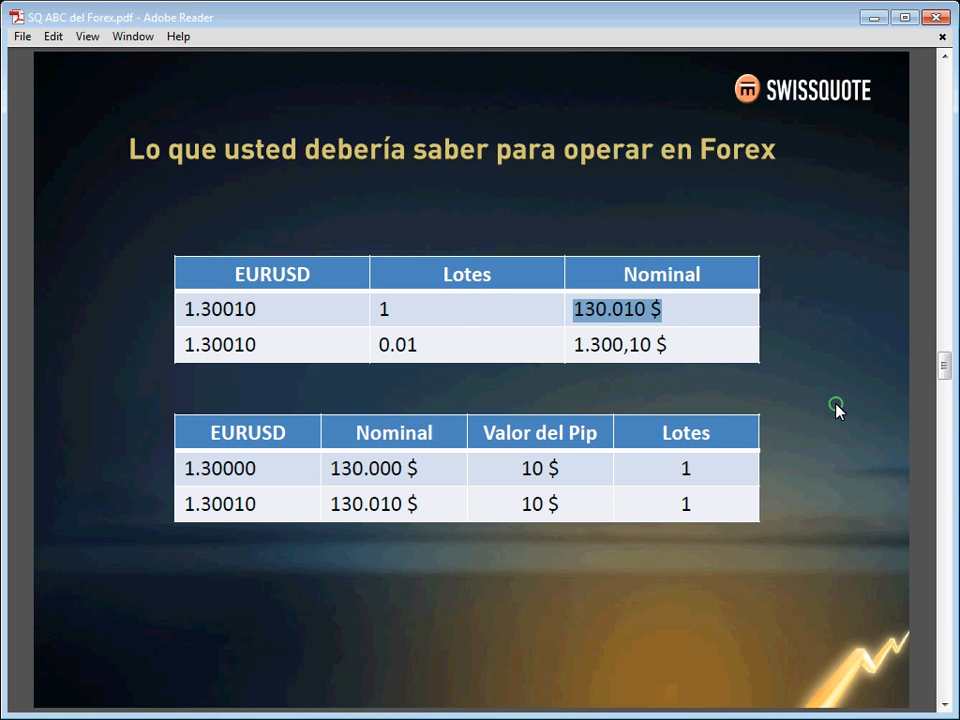 SQ ABC del Forex.pdf - Adobe Reader
File Edit View Window Help
SWISSQUOTE
Lo que usted debería saber para operar en Forex
EURUSD Lotes Nominal
1.30010 1 130.010 $
1.30010 0.01 1.300,10 $
EURUSD Nominal Valor del Pip Lotes
1.30000 130.000 $ 10 $ 1
1.30010 130.010 $ 10 $ 1